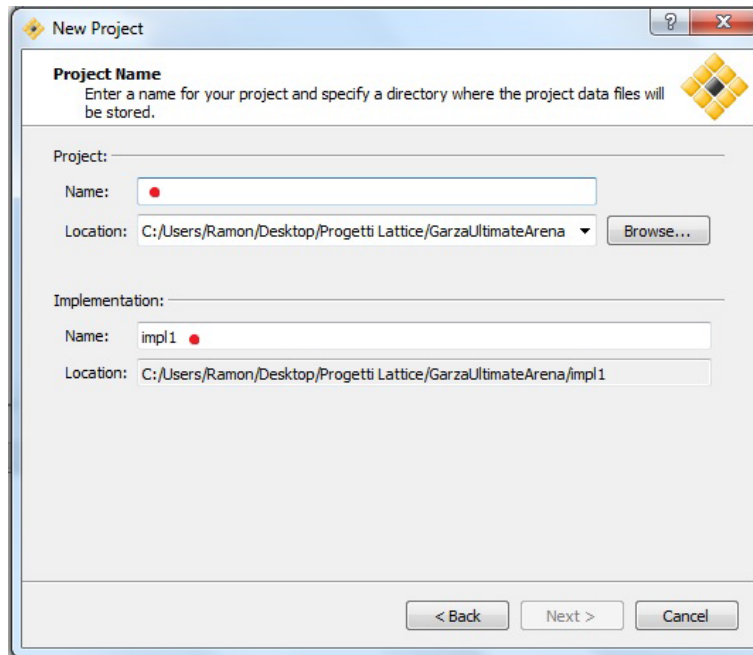 New Project
Project Name
Enter a name for your project and specify a directory where the project data files will
be stored.
Project:
Name:
Location: C:/Users/Ramon/Desktop/Progetti Lattice/GarzaUltimateArena Browse...
Implementation:
Name: impl1
Location: C:/Users/Ramon/Desktop/Progetti Lattice/GarzaUltimateArena/impl1
< Back Next > Cancel